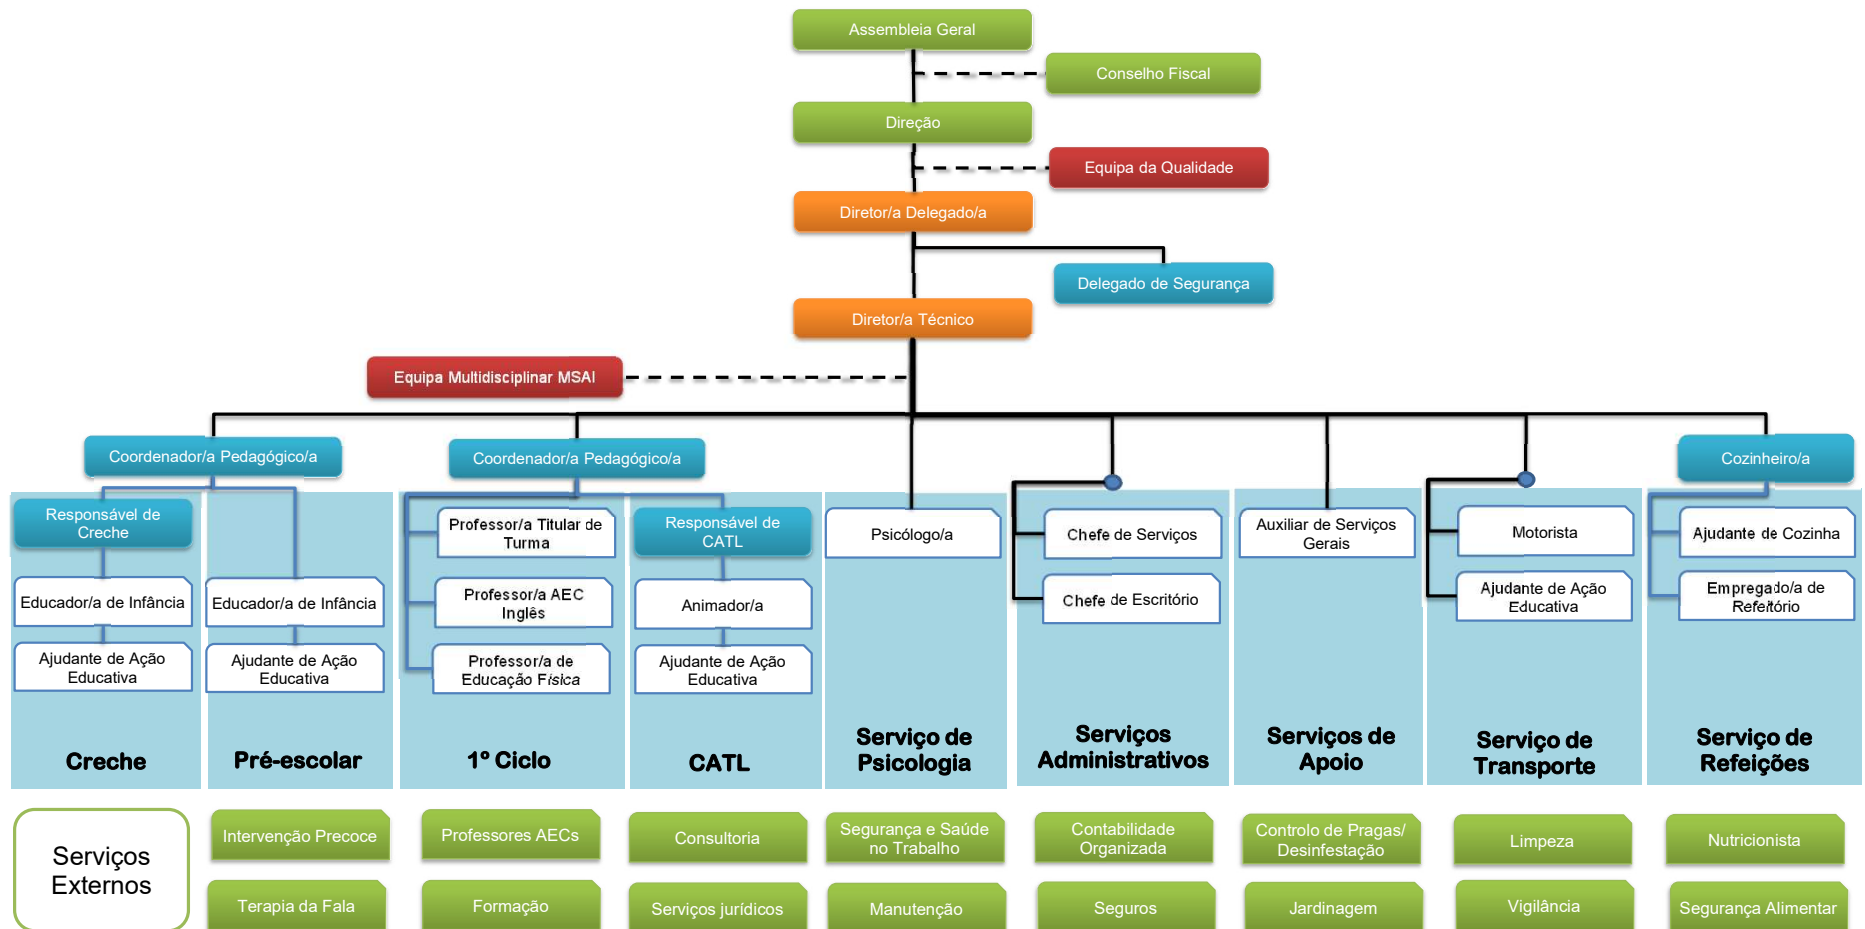 Assembleia Geral
Conselho Fiscal
Direção
Equipa da Qualidade
Diretor/a Delegado/a
Delegado de Segurança
Diretor/a Técnico
Equipa Multidisciplinar MSAI
Coordenador/a Pedagógico/a
Coordenador/a Pedagógico/a
Cozinheiro/a
Responsável de
Creche
Educador/a de Infância
Ajudante de Ação
Educativa
Creche
Educador/a de Infância
Ajudante de Ação
Educativa
Pré-escolar
Professor/a Titular de
Turma
Professor/a AEC
Inglês
Professor/a de
Educação Física
1º Ciclo
Responsável de
CATL
Animador/a
Ajudante de Ação
Educativa
CATL
Psicólogo/a
Serviço de
Psicologia
Chefe de Serviços
Chefe de Escritório
Serviços
Administrativos
Auxiliar de Serviços
Gerais
Serviços de
Apoio
Motorista
Ajudante de Ação
Educativa
Serviço de
Transporte
Ajudante de Cozinha
Empregado/a de
Refeitório
Serviço de
Refeições
Serviços
Externos
Intervenção Precoce
Professores AECs
Consultoria
Segurança e Saúde
no Trabalho
Contabilidade
Organizada
Controlo de Pragas/
Desinfestação
Limpeza
Nutricionista
Terapia da Fala
Formação
Serviços jurídicos
Manutenção
Seguros
Jardinagem
Vigilância
Segurança Alimentar